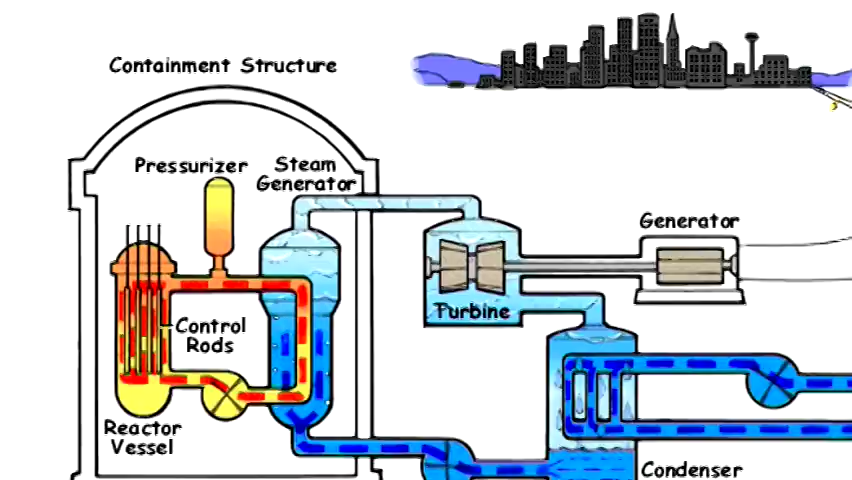 Containment Structure
Pressurizer
Steam
Generator
Generator
Turbine
Control
Rods
Reactor
Vessel
Condenser